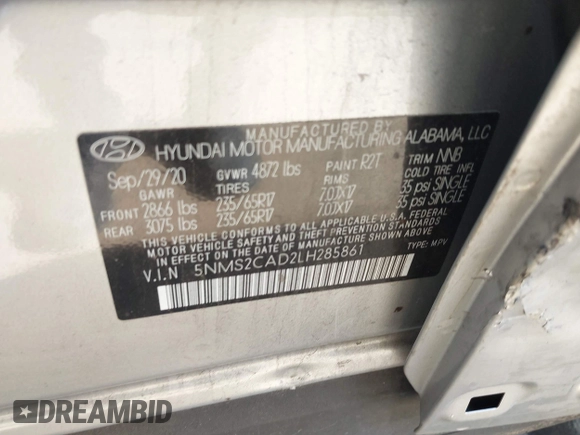 MANUFACTURED BY
HYUNDAI MOTOR MANUFACTURING ALABAMA, LLC
Sep/29/20 GVWR 4872 lbs PAINT R2T TRIM NNB
GAWR TIRES RIMS COLD TIRE INFL
FRONT 2866 lbs 235/65R17 7.0JX17 35 psi SINGLE
REAR 3075 lbs 235/65R17 7.0JX17 35 psi SINGLE
THIS VEHICLE CONFORMS TO ALL APPLICABLE U.S.A. FEDERAL
MOTOR VEHICLE SAFETY, BUMPER, AND THEFT PREVENTION STANDARDS
IN EFFECT ON THE DATE OF MANUFACTURE SHOWN ABOVE.
V.I.N 5NMS2CAD2LH285861 TYPE: MPV
DREAMBID